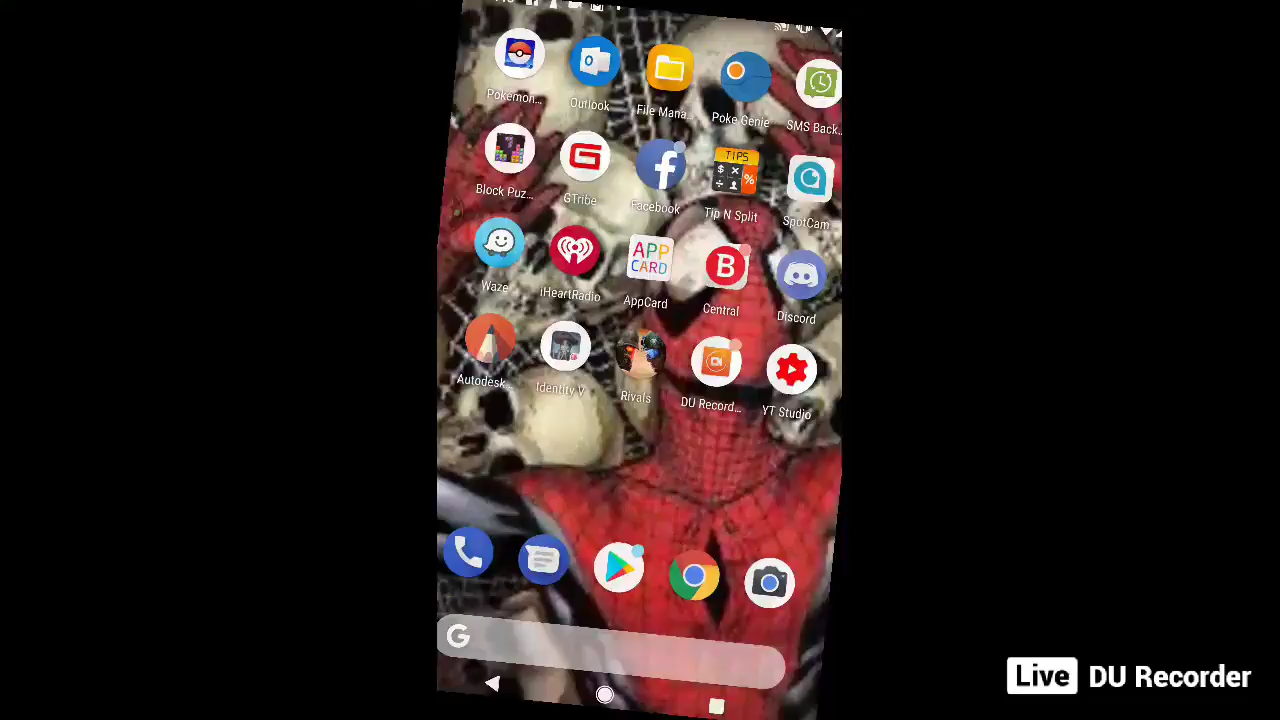 Pokémon...
Outlook
File Mana...
Poke Genie
SMS Back...
TIPS
Block Puz...
GTribe
Facebook
Tip N Split
SpotCam
APP
CARD
B
Waze
iHeartRadio
AppCard
Central
Discord
Autodesk...
Identity V
Rivals
DU Record...
YT Studio
G
Live DU Recorder